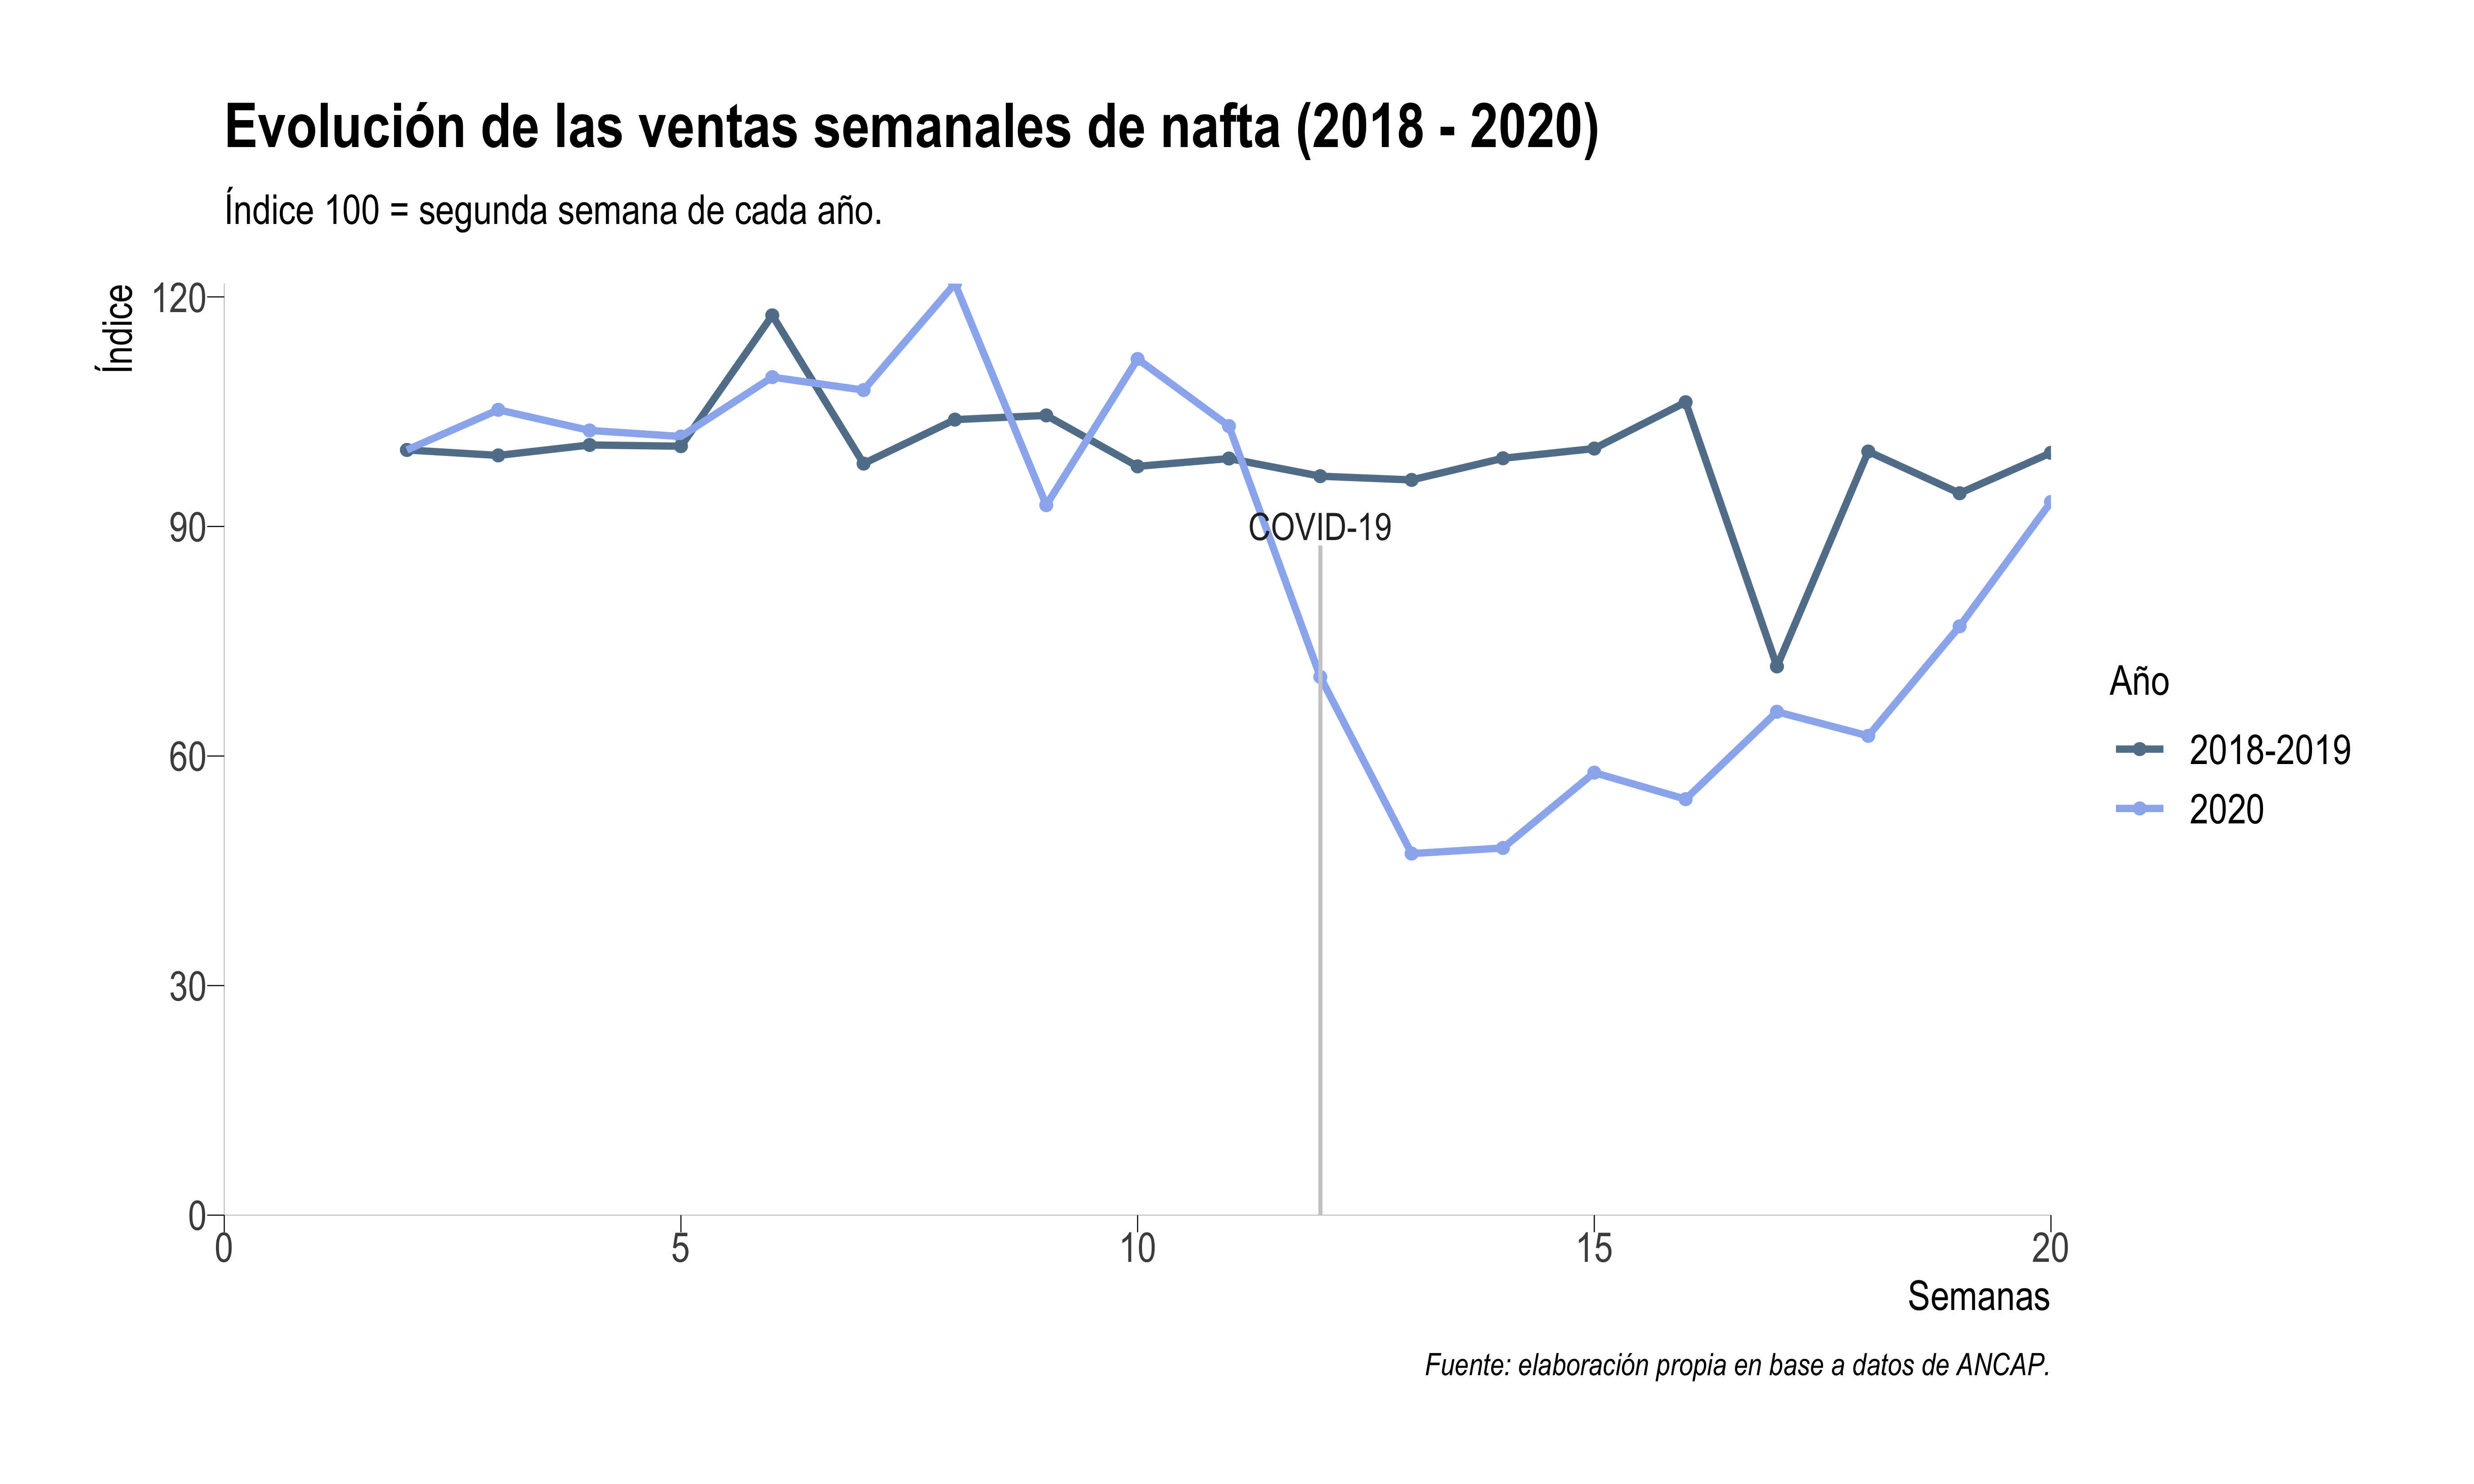 Evolución de las ventas semanales de nafta (2018 - 2020)
Índice 100 = segunda semana de cada año.
Índice
120
90
60
30
0
COVID-19
0 5 10 15 20
Semanas
Año
2018-2019
2020
Fuente: elaboración propia en base a datos de ANCAP.